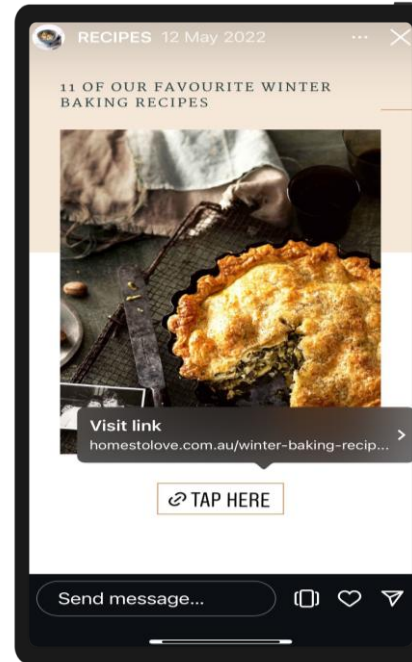 RECIPES 12 May 2022
11 OF OUR FAVOURITE WINTER
BAKING RECIPES
Visit link
homestolove.com.au/winter-baking-recip...
TAP HERE
Send message...